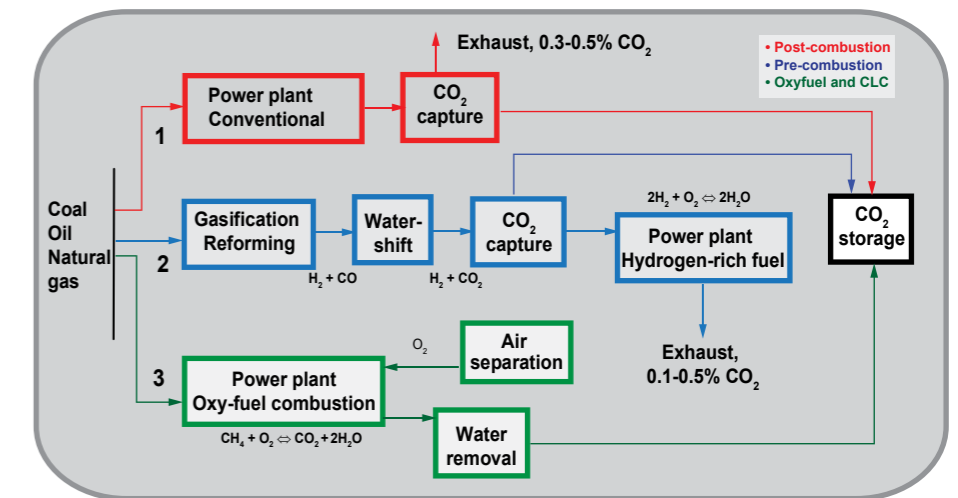 Exhaust, 0.3-0.5% CO₂
• Post-combustion
• Pre-combustion
• Oxyfuel and CLC
Power plant
Conventional
CO₂
capture
1
Coal
Oil
Natural
gas
2
Gasification
Reforming
H₂ + CO
Water-
shift
H₂ + CO₂
CO₂
capture
2H₂ + O₂ ⇔ 2H₂O
Power plant
Hydrogen-rich fuel
CO₂
storage
Exhaust,
0.1-0.5% CO₂
3
Power plant
Oxy-fuel combustion
CH₄ + O₂ ⇔ CO₂ + 2H₂O
O₂
Air
separation
Water
removal